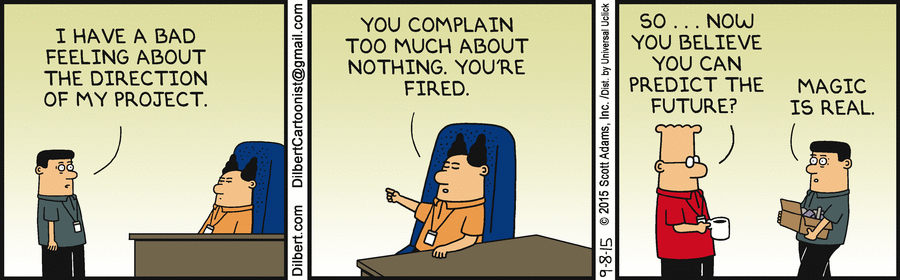 I HAVE A BAD
FEELING ABOUT
THE DIRECTION
OF MY PROJECT.
Dilbert.com DilbertCartoonist@gmail.com
YOU COMPLAIN
TOO MUCH ABOUT
NOTHING. YOU'RE
FIRED.
9-8-15 © 2015 Scott Adams, Inc. /Dist. by Universal Uclick
SO . . . NOW
YOU BELIEVE
YOU CAN
PREDICT THE
FUTURE?
MAGIC
IS REAL.